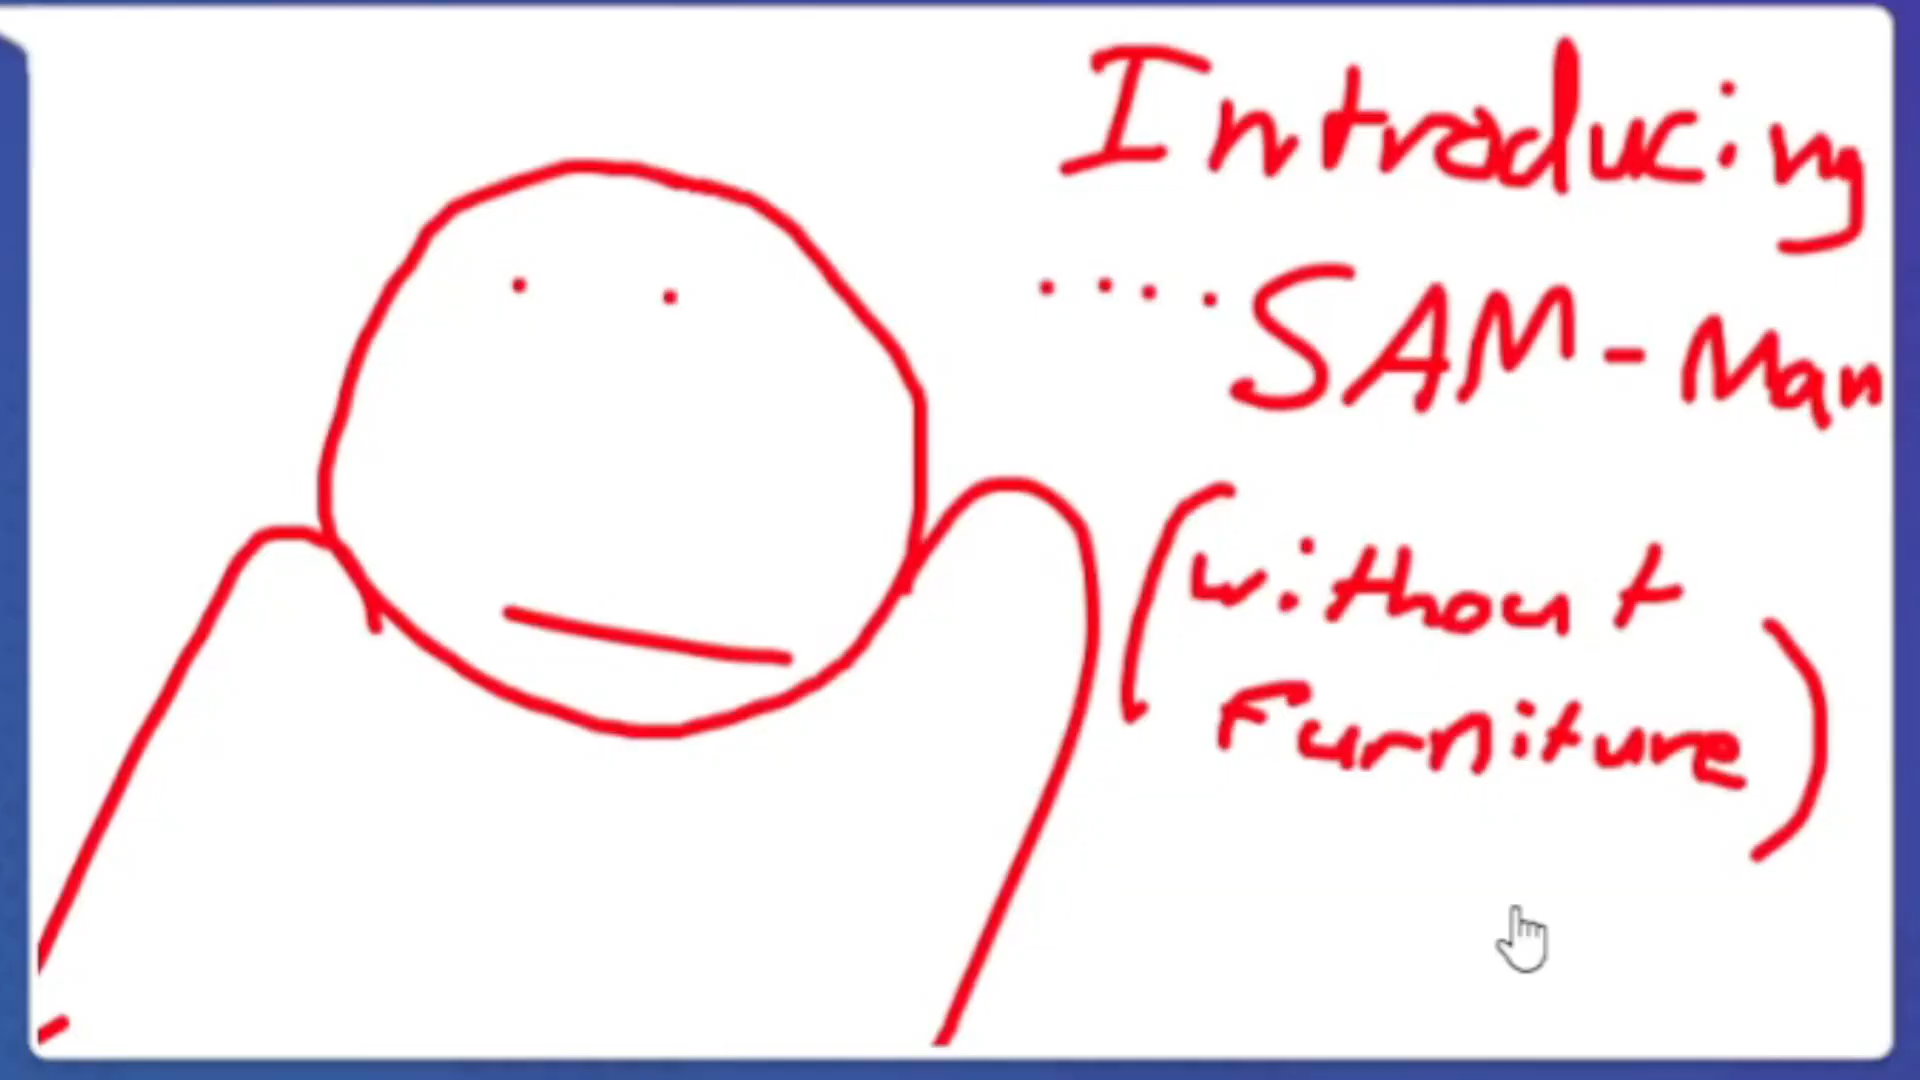 Introducing
.... SAM-Man
(without
Furniture)